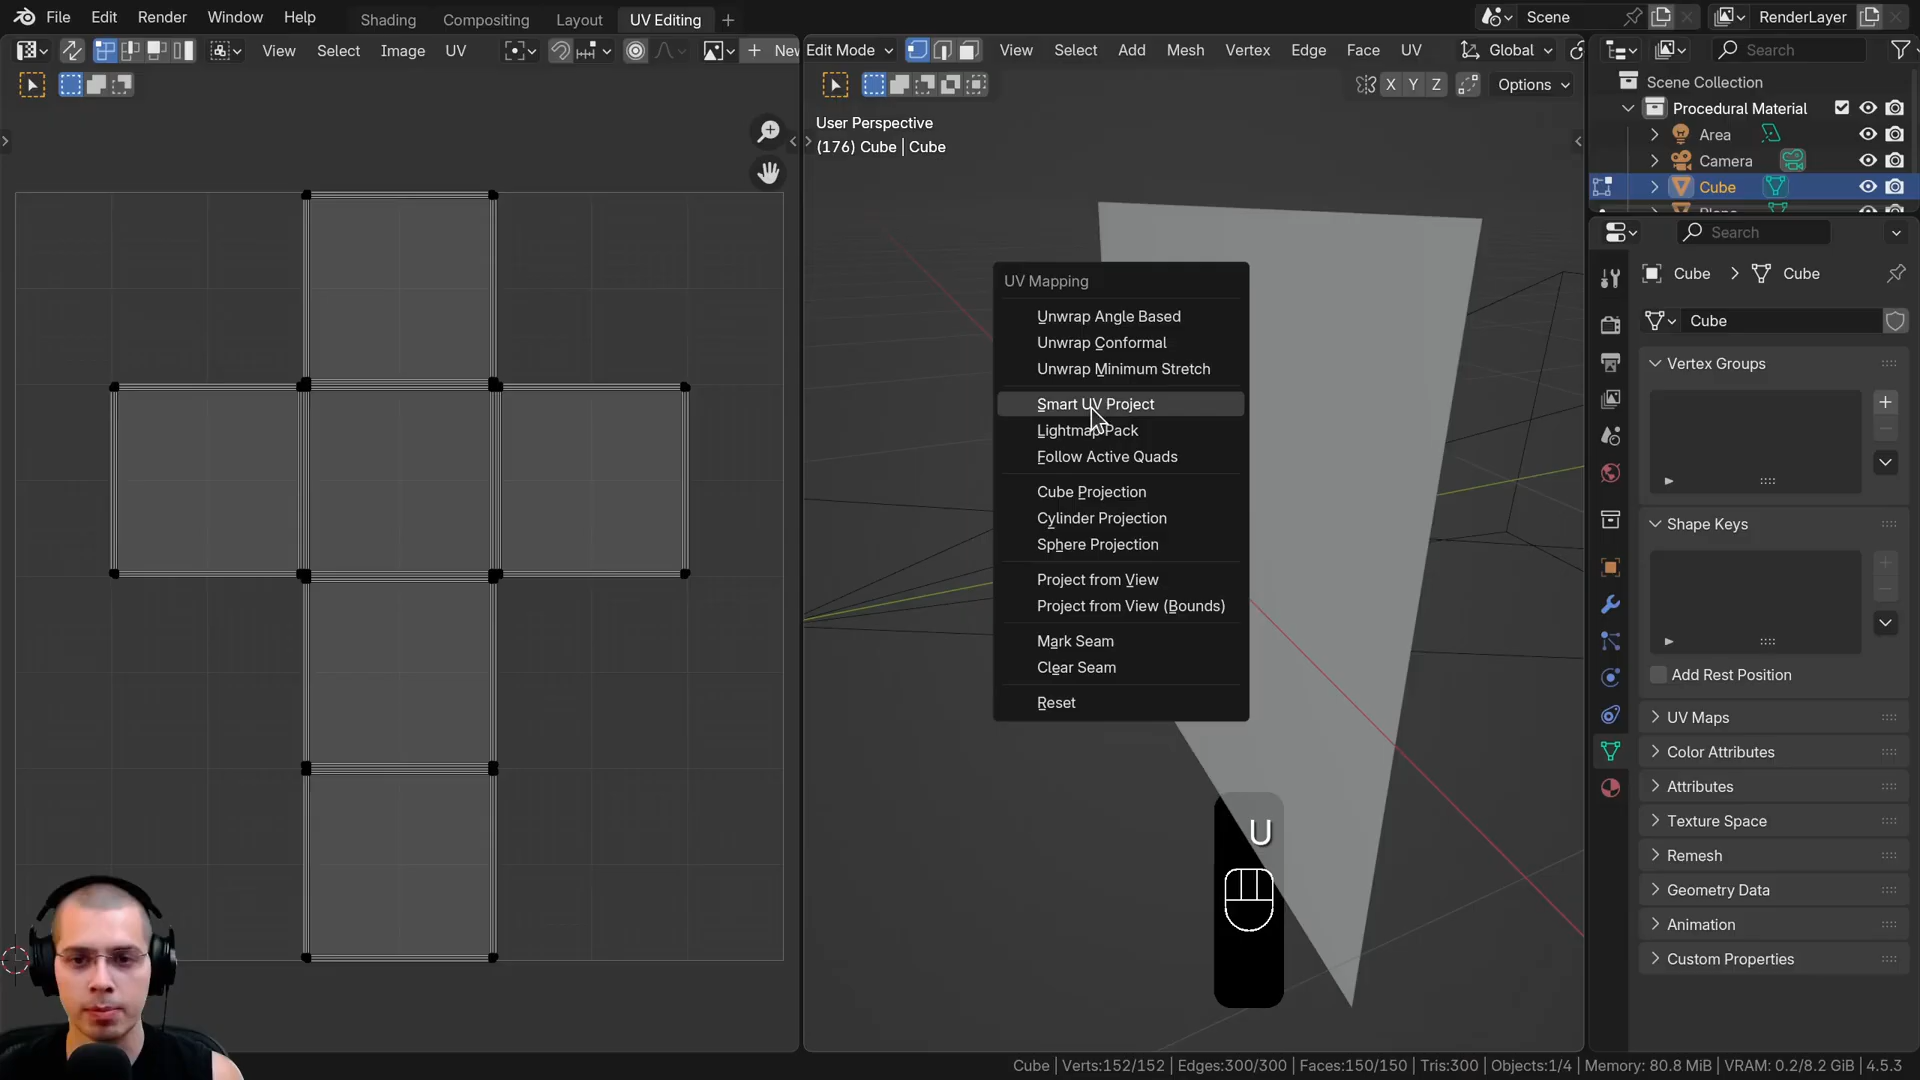 File Edit Render Window Help Shading Compositing Layout UV Editing + Scene RenderLayer
View Select Image UV + New Edit Mode View Select Add Mesh Vertex Edge Face UV Global Search
X Y Z Options
Scene Collection
Procedural Material
Area
Camera
Cube
User Perspective
(176) Cube | Cube
Search
Cube > Cube
Cube
UV Mapping
Unwrap Angle Based
Unwrap Conformal
Unwrap Minimum Stretch
Smart UV Project
Lightmap Pack
Follow Active Quads
Cube Projection
Cylinder Projection
Sphere Projection
Project from View
Project from View (Bounds)
Mark Seam
Clear Seam
Reset
Vertex Groups
Shape Keys
Add Rest Position
UV Maps
Color Attributes
Attributes
Texture Space
Remesh
Geometry Data
Animation
Custom Properties
U
Cube | Verts:152/152 | Edges:300/300 | Faces:150/150 | Tris:300 | Objects:1/4 | Memory: 80.8 MiB | VRAM: 0.2/8.2 GiB | 4.5.3